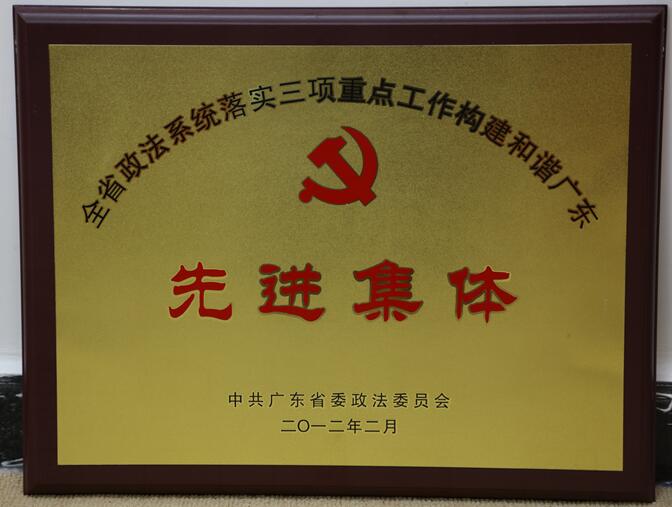 全省政法系统落实三项重点工作构建和谐广东
先进集体
中共广东省委政法委员会
二〇一二年二月